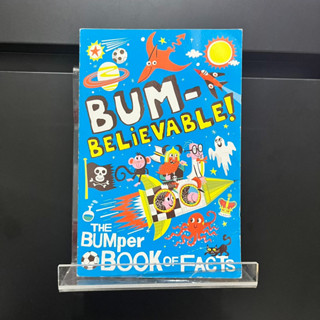 BUM-
BELIEVABLE!
THE
BUMper
BOOK OF FACTS